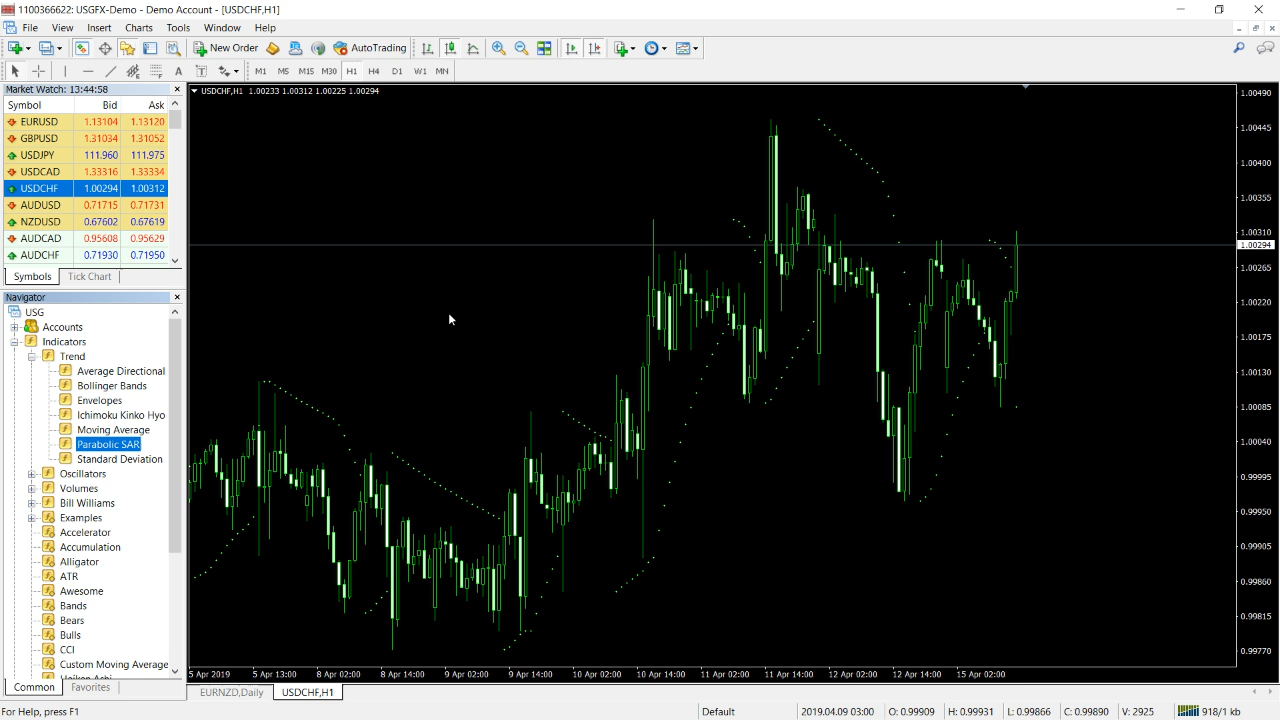 1100366622: USGFX-Demo - Demo Account - [USDCHF,H1]
File View Insert Charts Tools Window Help
New Order AutoTrading
A T M1 M5 M15 M30 H1 H4 D1 W1 MN
Market Watch: 13:44:58
Symbol Bid Ask
EURUSD 1.13104 1.13120
GBPUSD 1.31034 1.31052
USDJPY 111.960 111.975
USDCAD 1.33316 1.33334
USDCHF 1.00294 1.00312
AUDUSD 0.71715 0.71731
NZDUSD 0.67602 0.67619
AUDCAD 0.95608 0.95629
AUDCHF 0.71930 0.71950
Symbols Tick Chart
Navigator
USG
Accounts
Indicators
Trend
Average Directional
Bollinger Bands
Envelopes
Ichimoku Kinko Hyo
Moving Average
Parabolic SAR
Standard Deviation
Oscillators
Volumes
Bill Williams
Examples
Accelerator
Accumulation
Alligator
ATR
Awesome
Bands
Bears
Bulls
CCI
Custom Moving Average
Common Favorites
USDCHF,H1 1.00233 1.00312 1.00225 1.00294
1.00490
1.00445
1.00400
1.00355
1.00310
1.00294
1.00265
1.00220
1.00175
1.00130
1.00085
1.00040
0.99995
0.99950
0.99905
0.99860
0.99815
0.99770
5 Apr 2019 5 Apr 13:00 8 Apr 02:00 8 Apr 14:00 9 Apr 02:00 9 Apr 14:00 10 Apr 02:00 10 Apr 14:00 11 Apr 02:00 11 Apr 14:00 12 Apr 02:00 12 Apr 14:00 15 Apr 02:00
EURNZD,Daily USDCHF,H1
For Help, press F1 Default 2019.04.09 03:00 O: 0.99909 H: 0.99931 L: 0.99866 C: 0.99890 V: 2925 918/1 kb